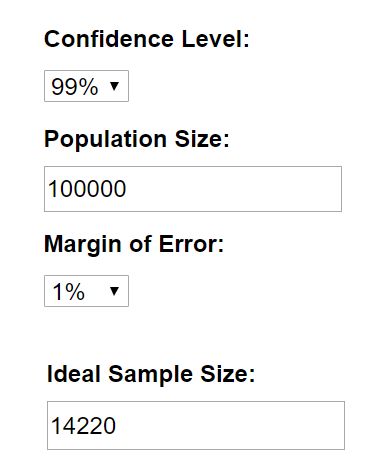 Confidence Level:
99%
Population Size:
100000
Margin of Error:
1%
Ideal Sample Size:
14220